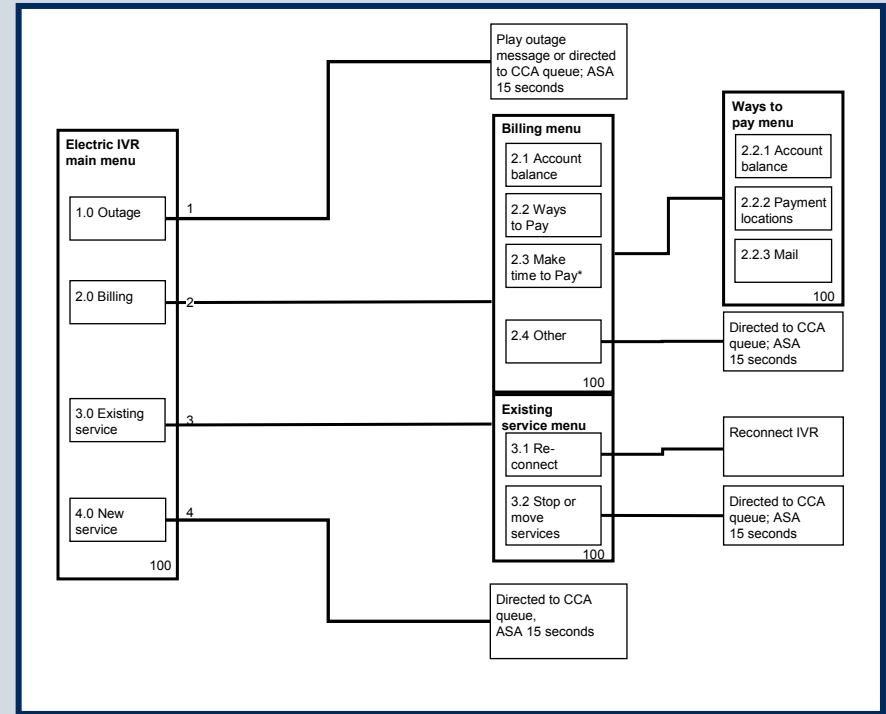 Electric IVR
main menu
1.0 Outage
2.0 Billing
3.0 Existing
service
4.0 New
service
100
1
2
3
4
Play outage
message or directed
to CCA queue; ASA
15 seconds
Billing menu
2.1 Account
balance
2.2 Ways
to Pay
2.3 Make
time to Pay*
2.4 Other
100
Existing
service menu
3.1 Re-
connect
3.2 Stop or
move
services
100
Directed to CCA
queue,
ASA 15 seconds
Ways to
pay menu
2.2.1 Account
balance
2.2.2 Payment
locations
2.2.3 Mail
100
Directed to CCA
queue; ASA
15 seconds
Reconnect IVR
Directed to CCA
queue; ASA
15 seconds